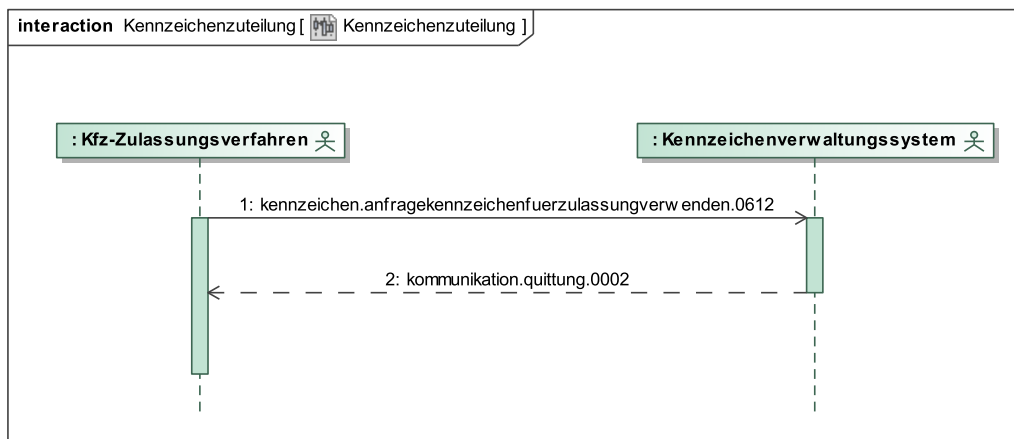 interaction Kennzeichenzuteilung [ Kennzeichenzuteilung ]
: Kfz-Zulassungsverfahren
: Kennzeichenverwaltungssystem
1: kennzeichen.anfragekennzeichenfuerzulassungverwenden.0612
2: kommunikation.quittung.0002